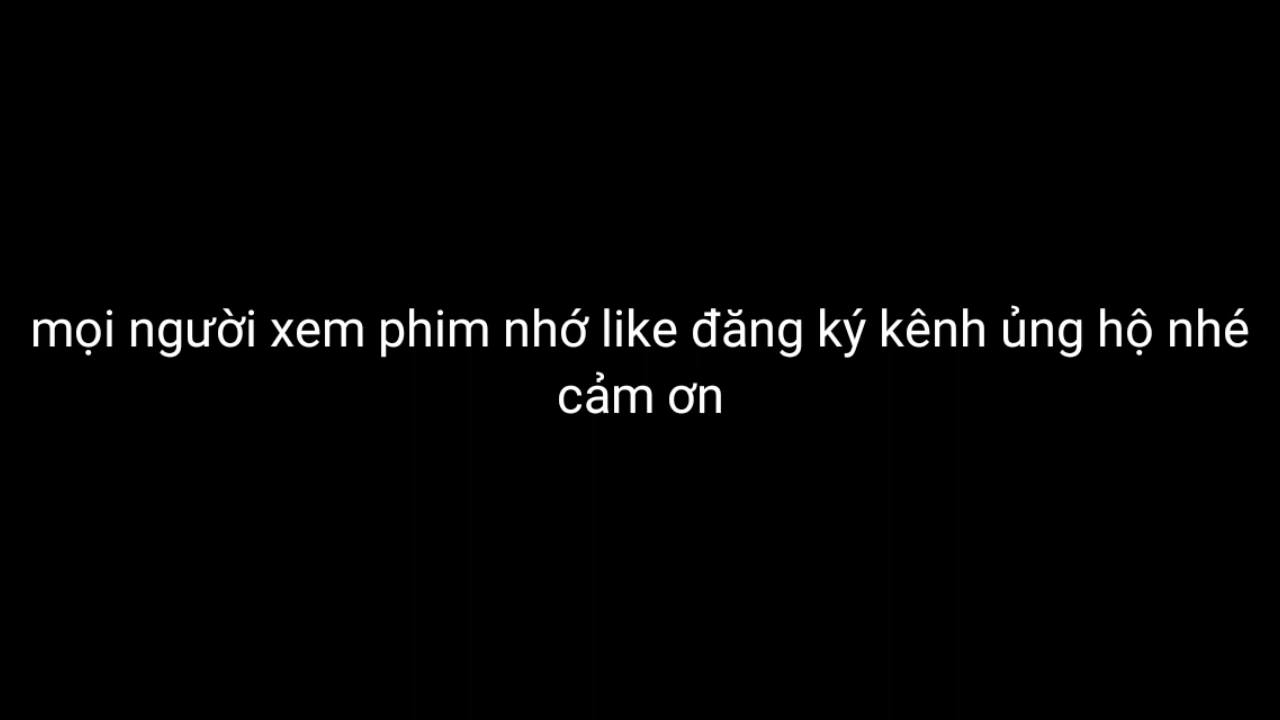 mọi người xem phim nhớ like đăng ký kênh ủng hộ nhé
cảm ơn